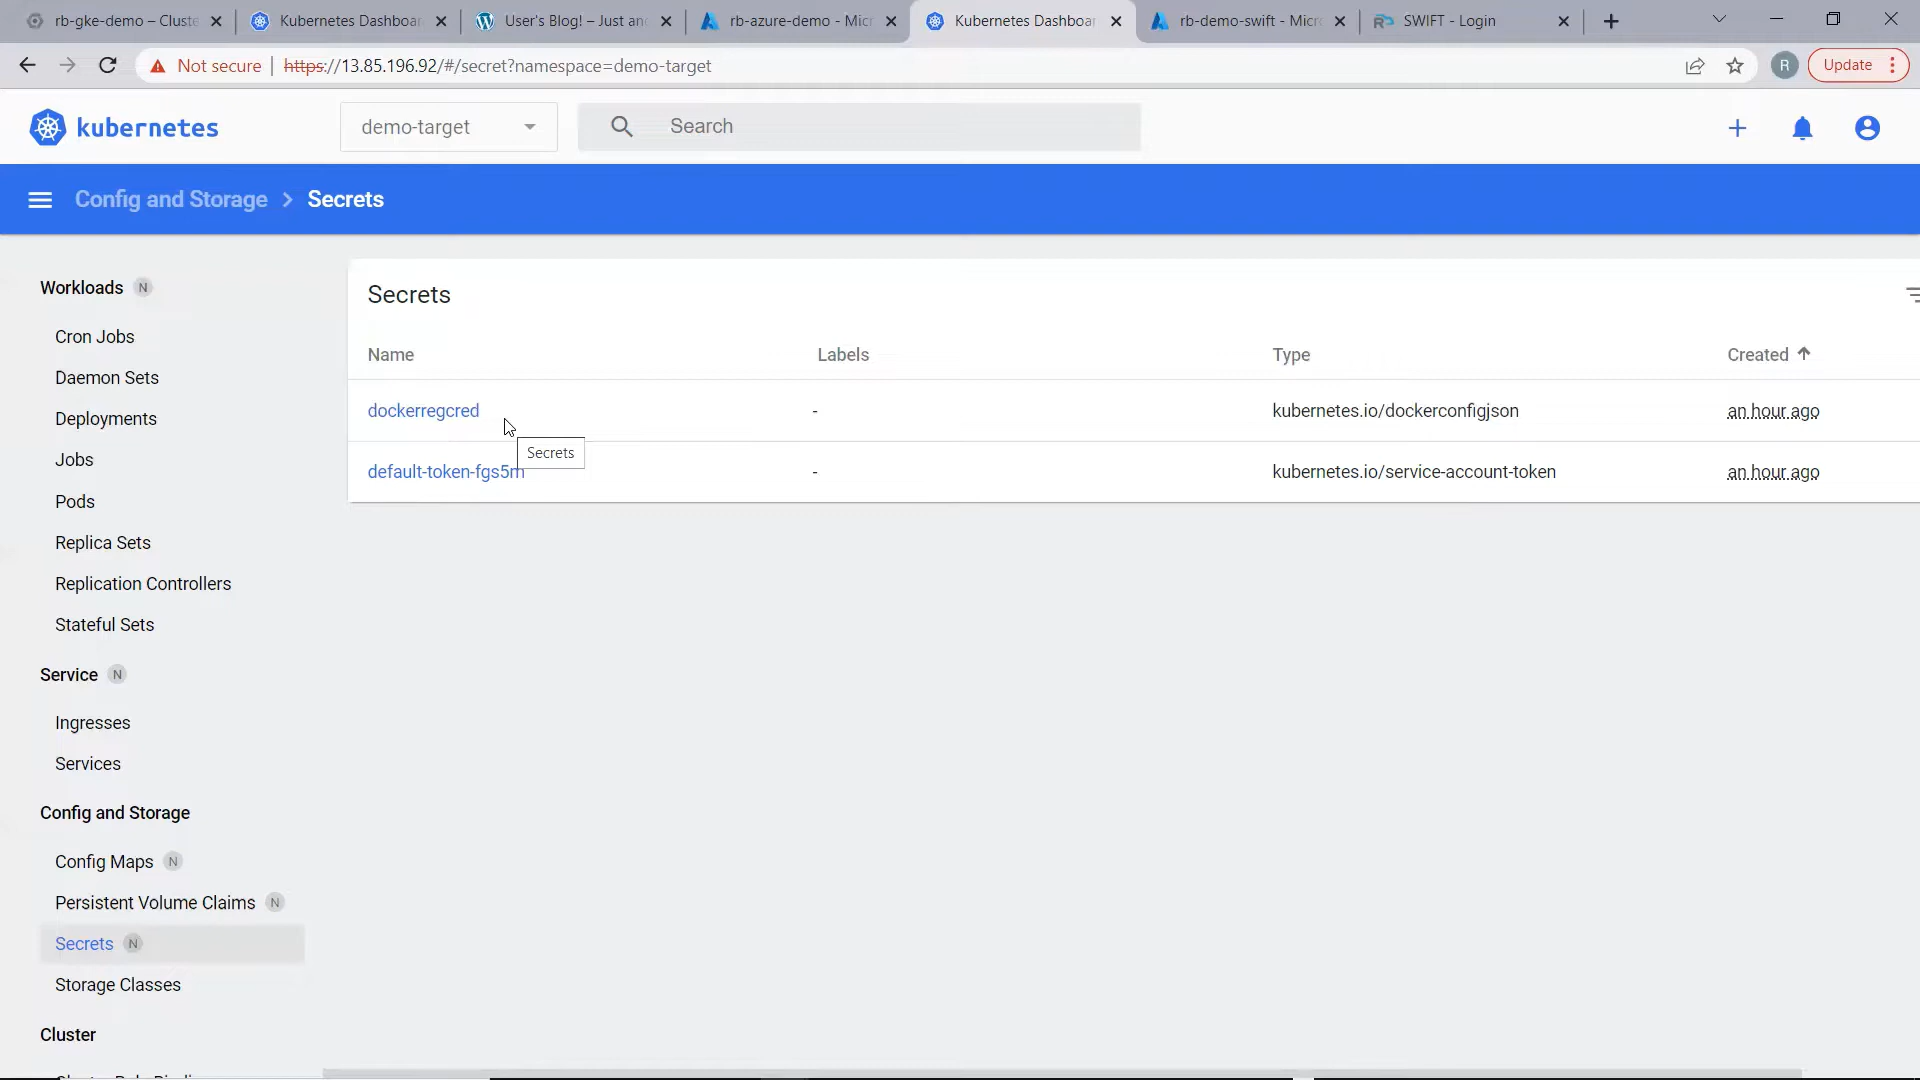 rb-gke-demo – Cluste
Kubernetes Dashboar
User's Blog! – Just an
rb-azure-demo - Micr
Kubernetes Dashboar
rb-demo-swift - Micr
SWIFT - Login
Not secure | https://13.85.196.92/#/secret?namespace=demo-target
R
Update
kubernetes
demo-target
Search
Config and Storage > Secrets
Workloads N
Cron Jobs
Daemon Sets
Deployments
Jobs
Pods
Replica Sets
Replication Controllers
Stateful Sets
Service N
Ingresses
Services
Config and Storage
Config Maps N
Persistent Volume Claims N
Secrets N
Storage Classes
Cluster
Secrets
Name Labels Type Created
dockerregcred - kubernetes.io/dockerconfigjson an hour ago
Secrets
default-token-fgs5m - kubernetes.io/service-account-token an hour ago